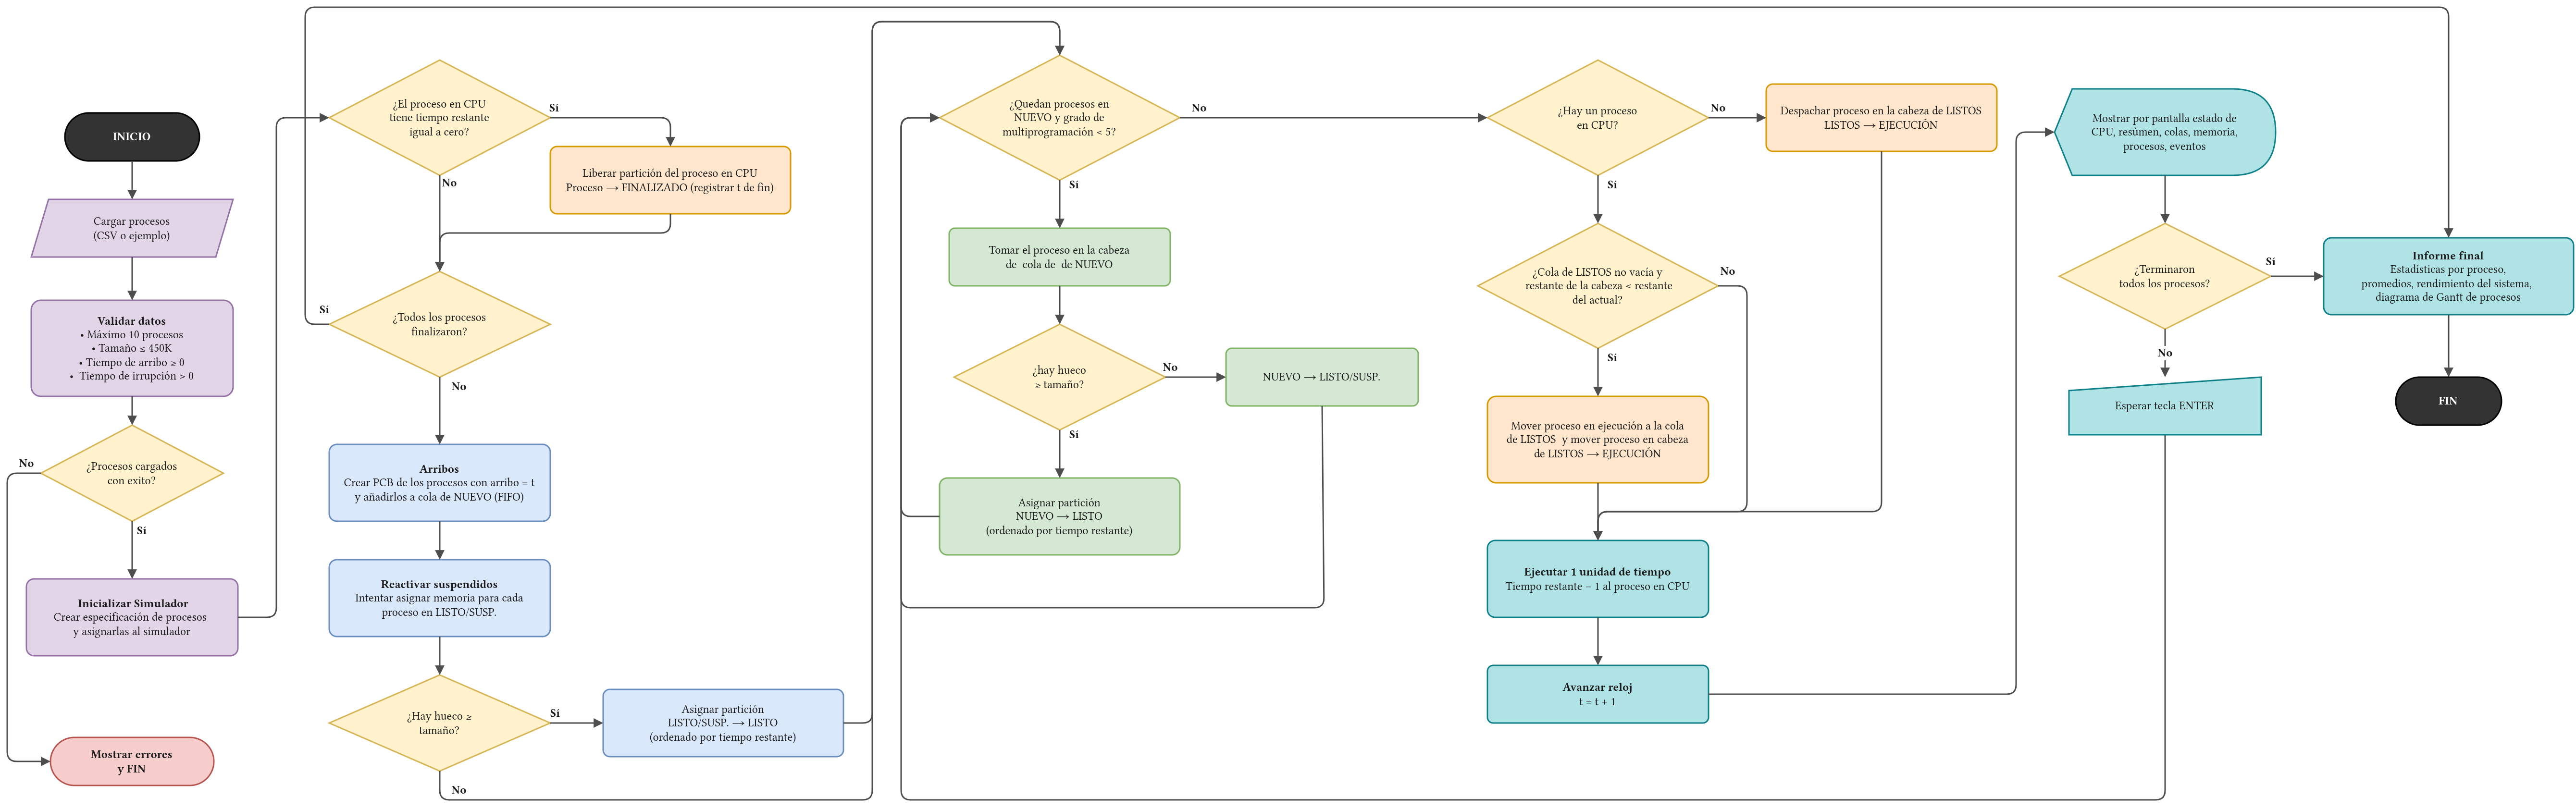 INICIO
Cargar procesos
(CSV o ejemplo)
Validar datos
• Máximo 10 procesos
• Tamaño ≤ 450K
• Tiempo de arribo ≥ 0
• Tiempo de irrupción > 0
¿Procesos cargados
con exito?
No
Sí
Inicializar Simulador
Crear especificación de procesos
y asignarlas al simulador
Mostrar errores
y FIN
¿El proceso en CPU
tiene tiempo restante
igual a cero?
Sí
No
Liberar partición del proceso en CPU
Proceso → FINALIZADO (registrar t de fin)
¿Todos los procesos
finalizaron?
Sí
No
Arribos
Crear PCB de los procesos con arribo = t
y añadirlos a cola de NUEVO (FIFO)
Reactivar suspendidos
Intentar asignar memoria para cada
proceso en LISTO/SUSP.
¿Hay hueco ≥
tamaño?
Sí
No
Asignar partición
LISTO/SUSP. → LISTO
(ordenado por tiempo restante)
¿Quedan procesos en
NUEVO y grado de
multiprogramación < 5?
No
Sí
Tomar el proceso en la cabeza
de cola de de NUEVO
¿hay hueco
≥ tamaño?
No
Sí
NUEVO → LISTO/SUSP.
Asignar partición
NUEVO → LISTO
(ordenado por tiempo restante)
¿Hay un proceso
en CPU?
No
Sí
Despachar proceso en la cabeza de LISTOS
LISTOS → EJECUCIÓN
¿Cola de LISTOS no vacía y
restante de la cabeza < restante
del actual?
No
Sí
Mover proceso en ejecución a la cola
de LISTOS y mover proceso en cabeza
de LISTOS → EJECUCIÓN
Ejecutar 1 unidad de tiempo
Tiempo restante − 1 al proceso en CPU
Avanzar reloj
t = t + 1
Mostrar por pantalla estado de
CPU, resúmen, colas, memoria,
procesos, eventos
¿Terminaron
todos los procesos?
Sí
No
Esperar tecla ENTER
Informe final
Estadísticas por proceso,
promedios, rendimiento del sistema,
diagrama de Gantt de procesos
FIN